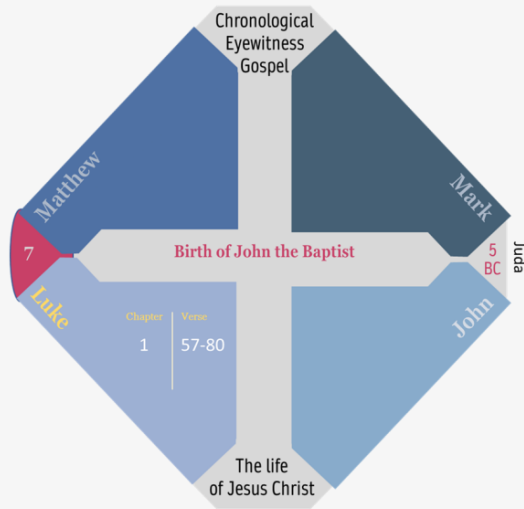 Chronological
Eyewitness
Gospel
Matthew
Mark
7
Birth of John the Baptist
5
BC
Juda
Luke
John
Chapter
Verse
1
57-80
The life
of Jesus Christ